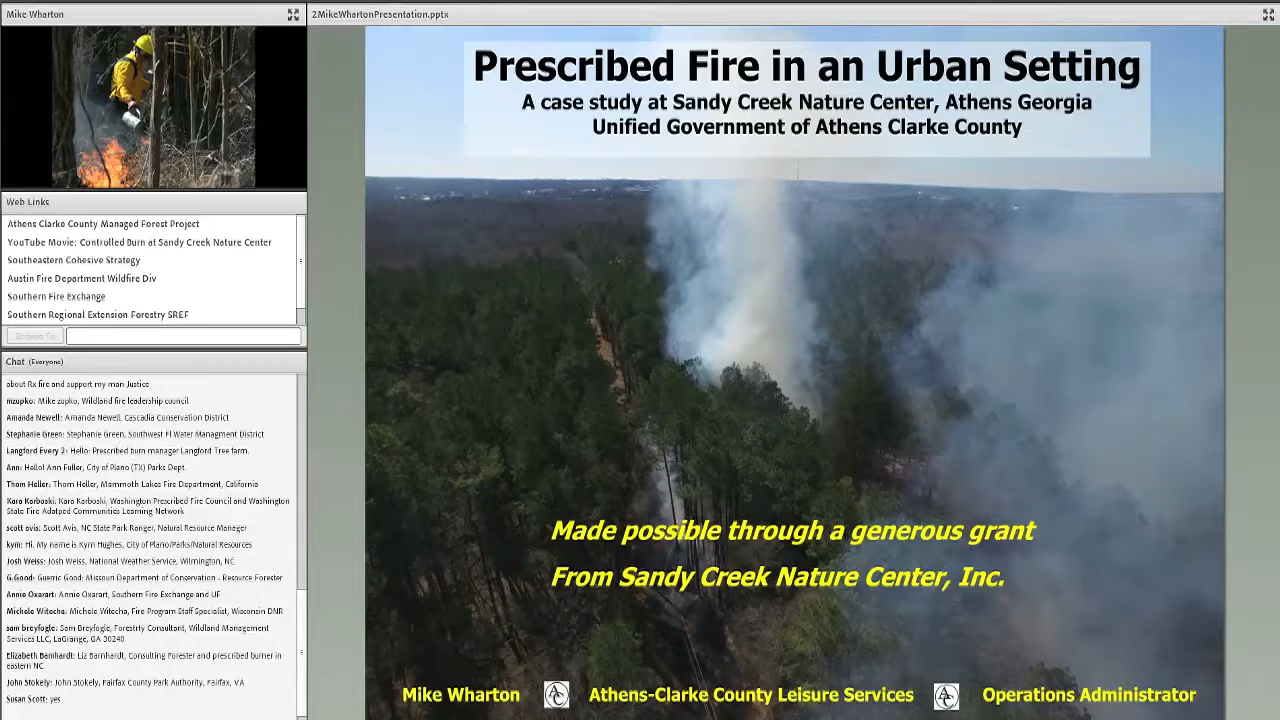 Mike Wharton
2MikeWhartonPresentation.pptx
Web Links
Athens Clarke County Managed Forest Project
YouTube Movie: Controlled Burn at Sandy Creek Nature Center
Southeastern Cohesive Strategy
Austin Fire Department Wildfire Div
Southern Fire Exchange
Southern Regional Extension Forestry SREF
Browse To
Chat (Everyone)
about Rx fire and support my man Justice
mzupko: Mike zupko, Wildland fire leadership council
Amanda Newell: Amanda Newell, Cascadia Conservation District
Stephanie Green: Stephanie Green, Southwest Fl Water Managment District
Langford Every 2: Hello: Prescribed burn manager Langford Tree farm.
Ann: Hello! Ann Fuller, City of Plano (TX) Parks Dept.
Thom Heller: Thom Heller, Mammoth Lakes Fire Department, California
Kara Karboski: Kara Karboski, Washington Prescribed Fire Council and Washington
State Fire Adatped Communities Learning Network
scott avis: Scott Avis, NC State Park Ranger, Natural Resource Manager
kym: Hi. My name is Kym Hughes, City of Plano/Parks/Natural Resources
Josh Weiss: Josh Weiss, National Weather Service, Wilmington, NC
G.Good: Guerric Good: Missouri Department of Conservation - Resource Forester
Annie Oxarart: Annie Oxarart, Southern Fire Exchange and UF
Michele Witecha: Michele Witecha, Fire Program Staff Specialist, Wisconsin DNR
sam breyfogle: Sam Breyfogle, Forestrty Consultant, Wildland Management
Services LLC, LaGrange, GA 30240
Elizabeth Barnhardt: Liz Barnhardt, Consulting Forester and prescribed burner in
eastern NC
John Stokely: John Stokely, Fairfax County Park Authority, Fairfax, VA
Susan Scott: yes
Prescribed Fire in an Urban Setting
A case study at Sandy Creek Nature Center, Athens Georgia
Unified Government of Athens Clarke County
Made possible through a generous grant
From Sandy Creek Nature Center, Inc.
Mike Wharton Athens-Clarke County Leisure Services Operations Administrator